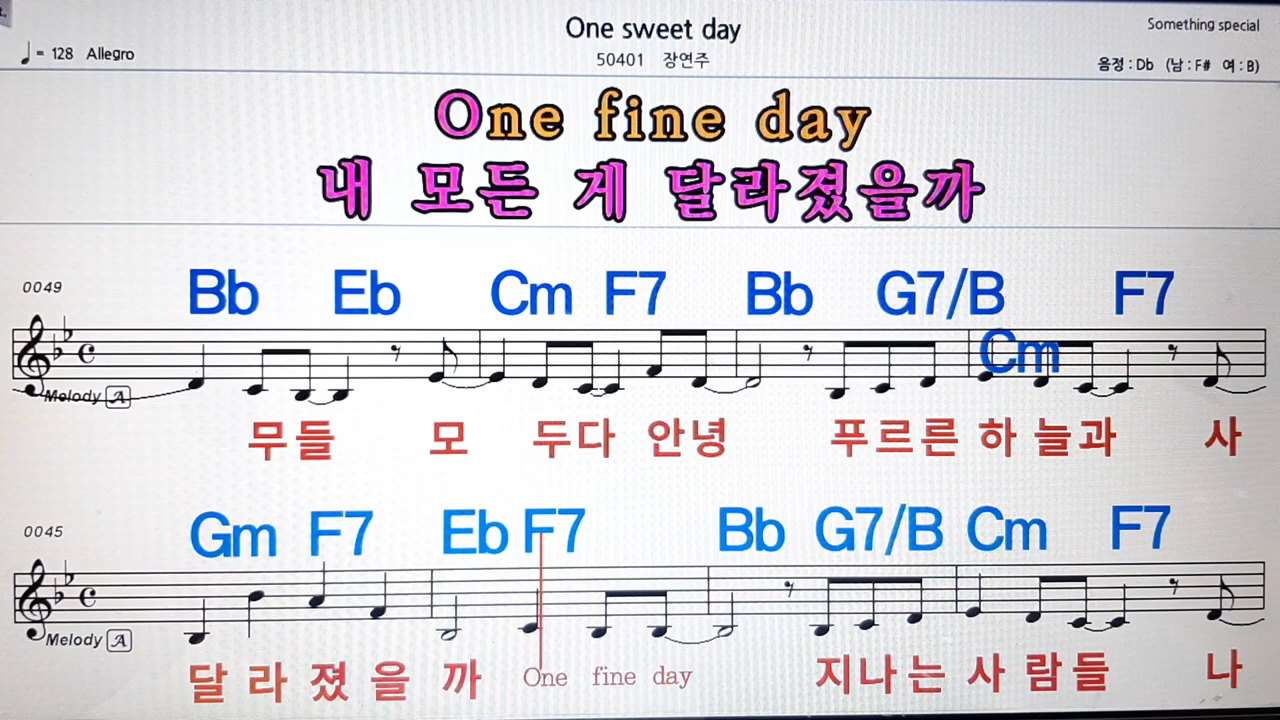 One sweet day
Something special
♩ = 128 Allegro
50401 장연주
음정 : Db (남 : F# 여 : B)
One fine day
내 모든 게 달라졌을까
0049
Bb Eb Cm F7 Bb G7/B Cm F7
Melody A
무들 모 두다 안녕 푸르른 하 늘과 사
0045
Gm F7 Eb F7 Bb G7/B Cm F7
Melody A
달 라 졌 을 까 One fine day 지나는 사 람들 나